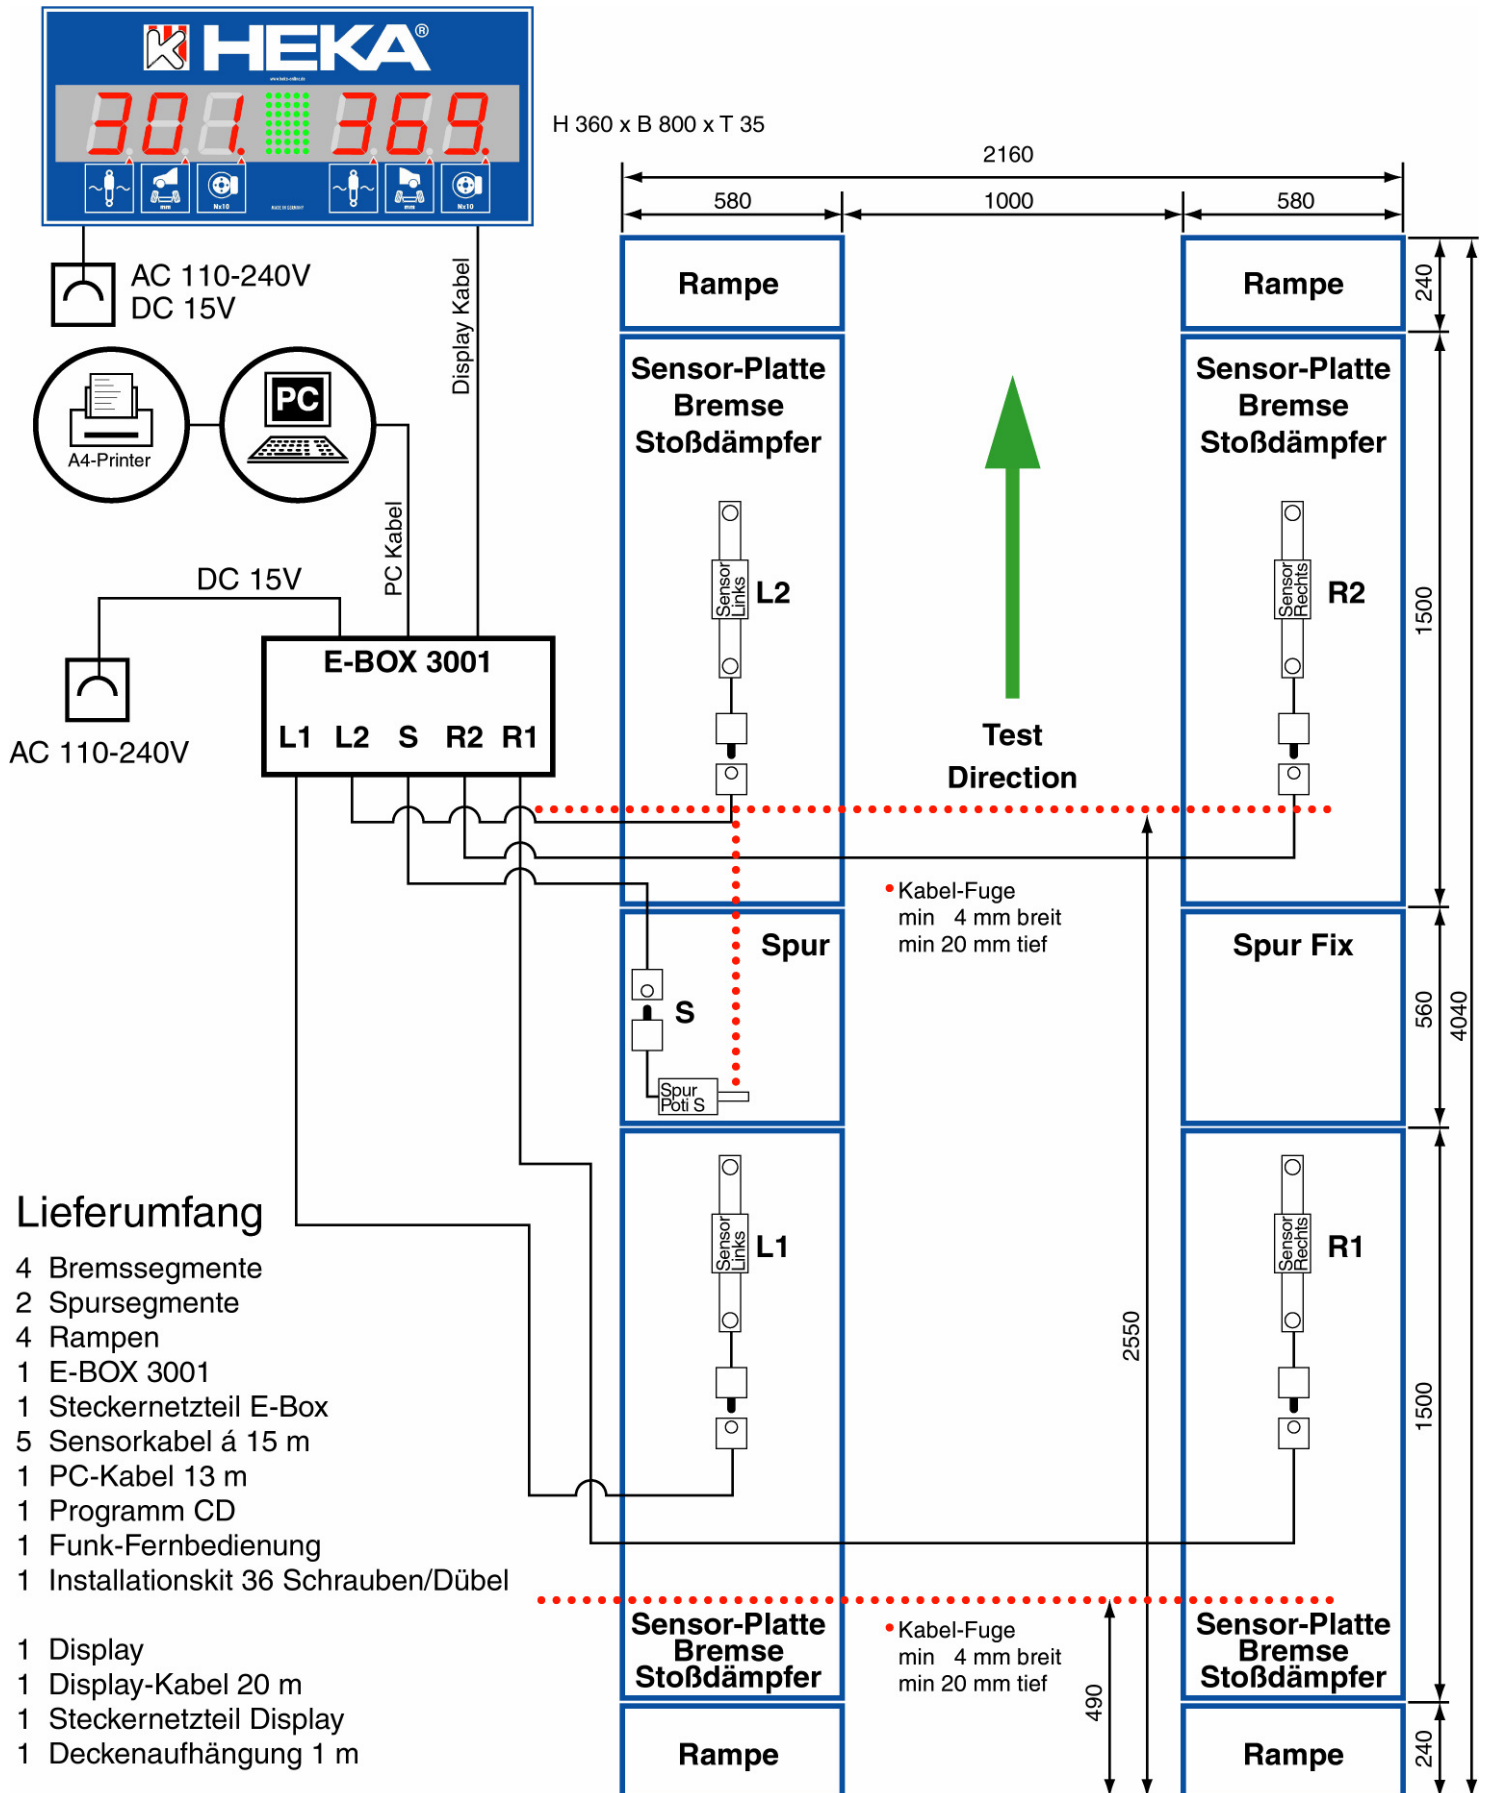 HEKA®
301 369
mm
Nx10
MADE IN GERMANY
mm
Nx10
H 360 x B 800 x T 35
AC 110-240V
DC 15V
Display Kabel
A4-Printer
PC
PC Kabel
DC 15V
AC 110-240V
E-BOX 3001
L1 L2 S R2 R1
2160
580 1000 580
Rampe
Rampe
240
Sensor-Platte
Bremse
Stoßdämpfer
Sensor-Platte
Bremse
Stoßdämpfer
Sensor
Links
L2
Sensor
Rechts
R2
1500
Test
Direction
Kabel-Fuge
min 4 mm breit
min 20 mm tief
Spur
Spur Fix
S
Spur
Poti S
560
4040
Sensor
Links
L1
Sensor
Rechts
R1
2550
1500
Sensor-Platte
Bremse
Stoßdämpfer
Kabel-Fuge
min 4 mm breit
min 20 mm tief
Sensor-Platte
Bremse
Stoßdämpfer
490
Rampe
Rampe
240
Lieferumfang
4 Bremssegmente
2 Spursegmente
4 Rampen
1 E-BOX 3001
1 Steckernetzteil E-Box
5 Sensorkabel á 15 m
1 PC-Kabel 13 m
1 Programm CD
1 Funk-Fernbedienung
1 Installationskit 36 Schrauben/Dübel
1 Display
1 Display-Kabel 20 m
1 Steckernetzteil Display
1 Deckenaufhängung 1 m